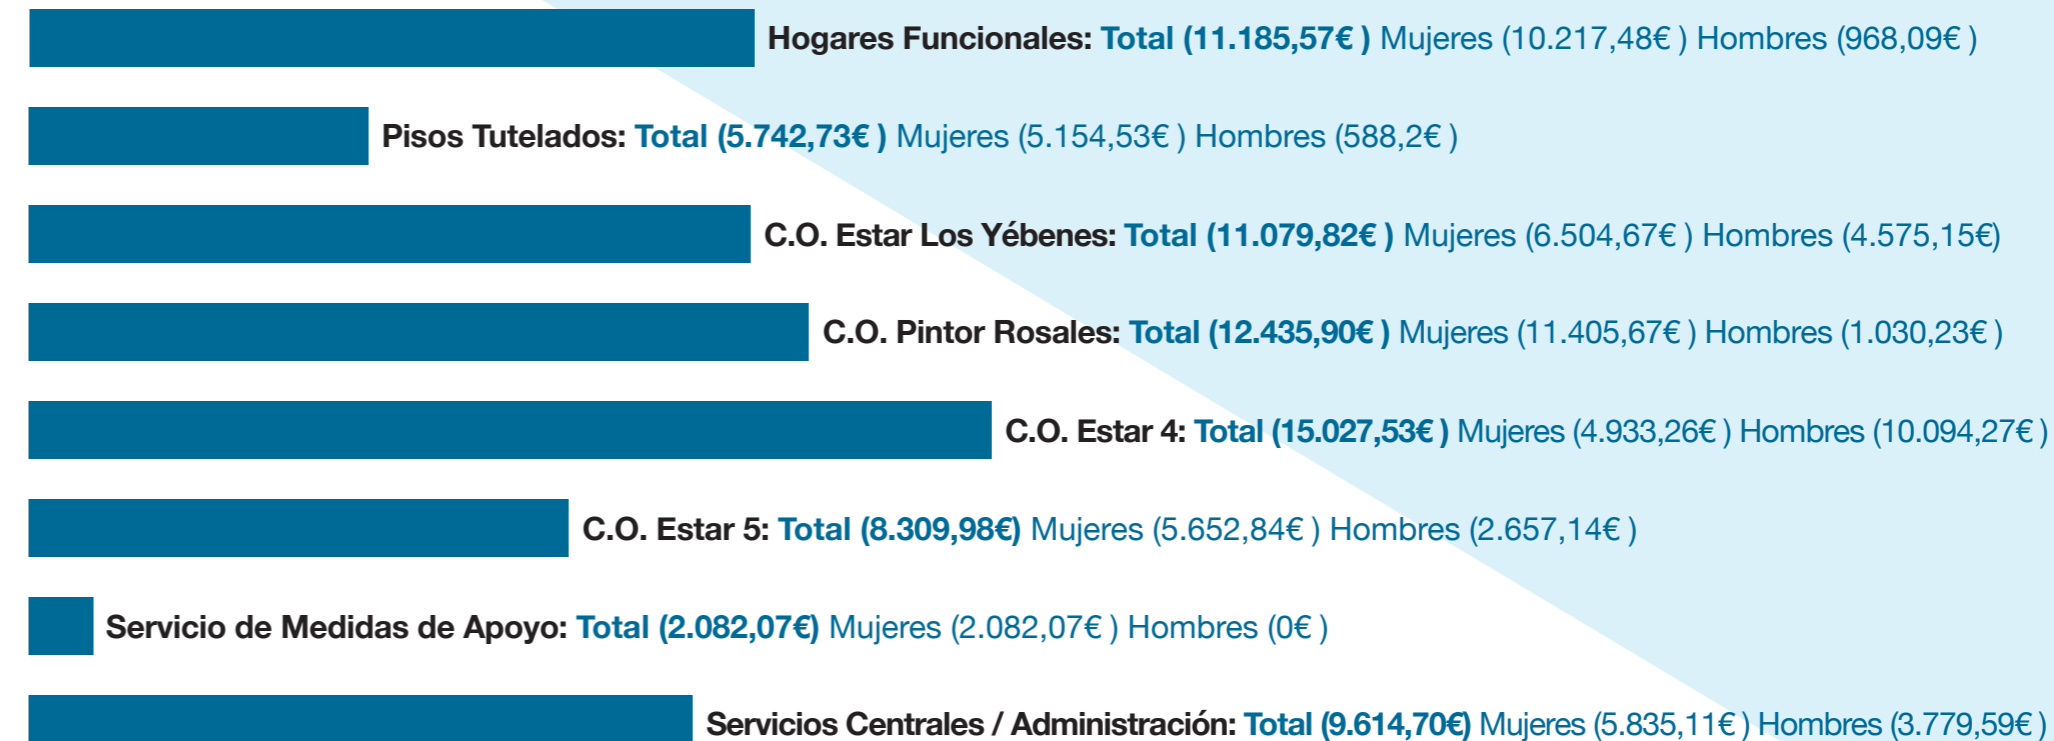 Hogares Funcionales: Total (11.185,57€ ) Mujeres (10.217,48€ ) Hombres (968,09€ )
Pisos Tutelados: Total (5.742,73€ ) Mujeres (5.154,53€ ) Hombres (588,2€ )
C.O. Estar Los Yébenes: Total (11.079,82€ ) Mujeres (6.504,67€ ) Hombres (4.575,15€)
C.O. Pintor Rosales: Total (12.435,90€ ) Mujeres (11.405,67€ ) Hombres (1.030,23€ )
C.O. Estar 4: Total (15.027,53€ ) Mujeres (4.933,26€ ) Hombres (10.094,27€ )
C.O. Estar 5: Total (8.309,98€) Mujeres (5.652,84€ ) Hombres (2.657,14€ )
Servicio de Medidas de Apoyo: Total (2.082,07€) Mujeres (2.082,07€ ) Hombres (0€ )
Servicios Centrales / Administración: Total (9.614,70€) Mujeres (5.835,11€ ) Hombres (3.779,59€ )